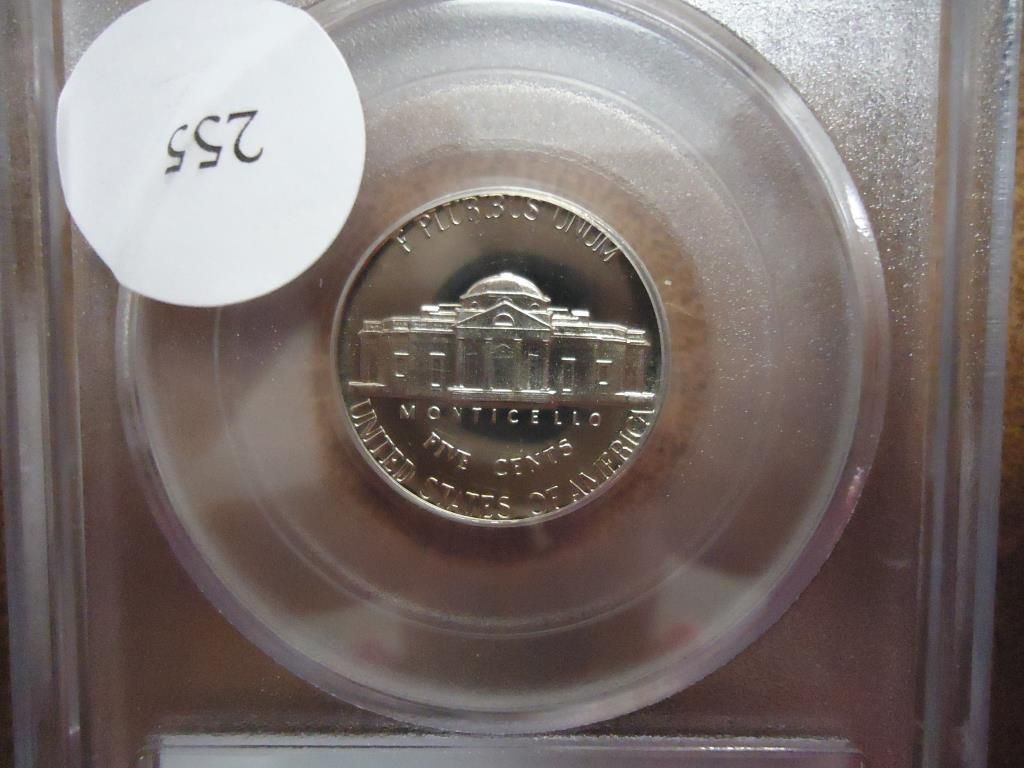 255
E PLURIBUS UNUM
MONTICELLO
FIVE CENTS
UNITED STATES OF AMERICA